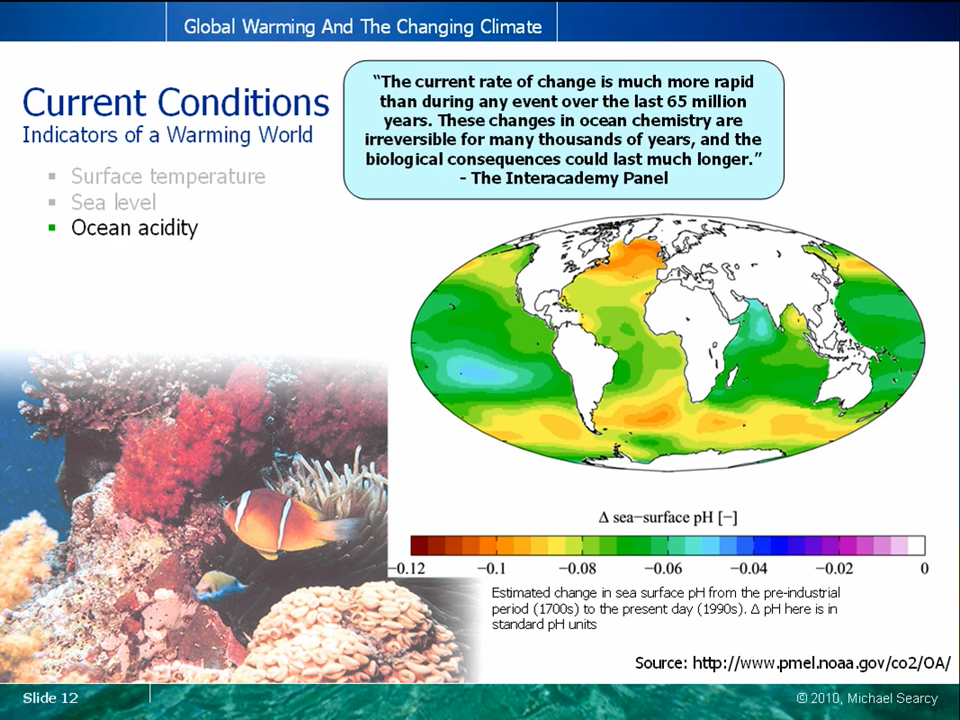 Global Warming And The Changing Climate
Current Conditions
Indicators of a Warming World
▪ Surface temperature
▪ Sea level
▪ Ocean acidity
“The current rate of change is much more rapid
than during any event over the last 65 million
years. These changes in ocean chemistry are
irreversible for many thousands of years, and the
biological consequences could last much longer.”
- The Interacademy Panel
Δ sea−surface pH [−]
−0.12 −0.1 −0.08 −0.06 −0.04 −0.02 0
Estimated change in sea surface pH from the pre-industrial
period (1700s) to the present day (1990s). Δ pH here is in
standard pH units
Source: http://www.pmel.noaa.gov/co2/OA/
Slide 12
© 2010, Michael Searcy